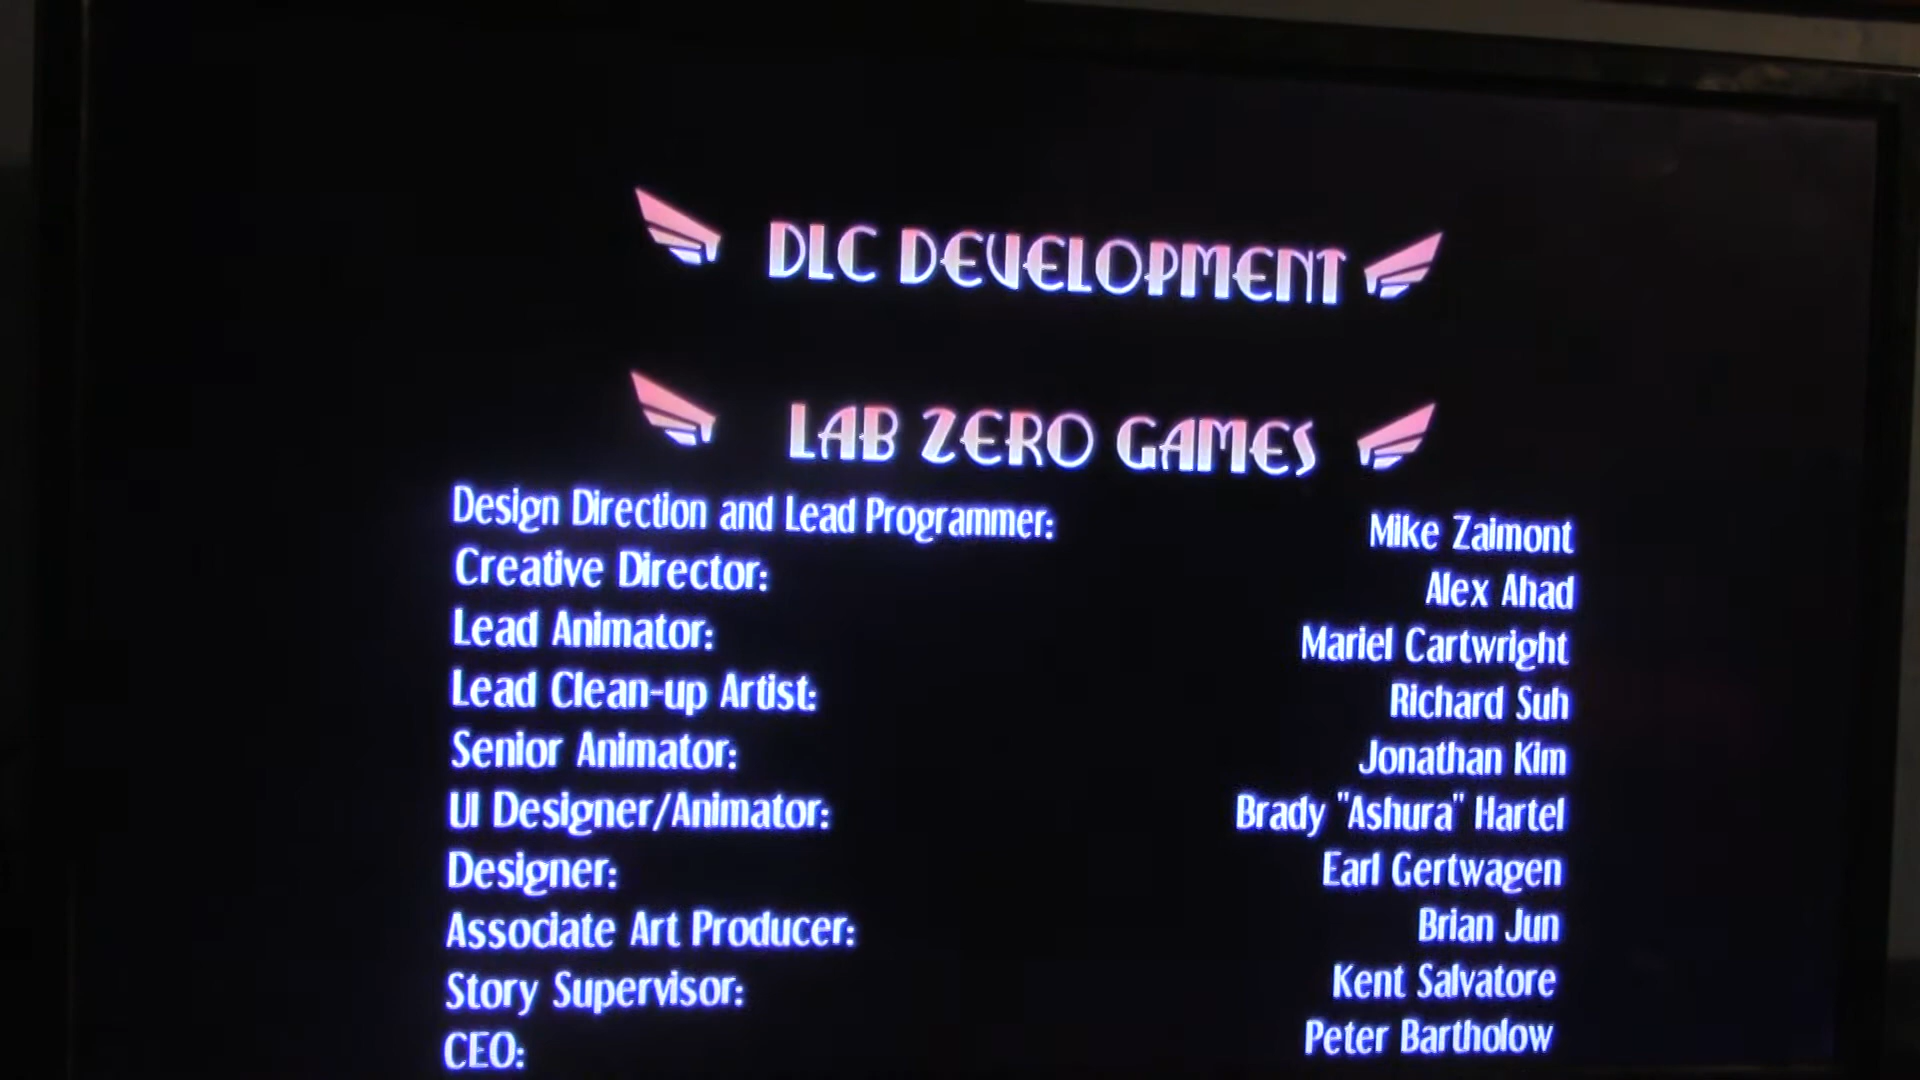 DLC DEVELOPMENT
LAB ZERO GAMES
Design Direction and Lead Programmer: Mike Zaimont
Creative Director: Alex Ahad
Lead Animator: Mariel Cartwright
Lead Clean-up Artist: Richard Suh
Senior Animator: Jonathan Kim
UI Designer/Animator: Brady "Ashura" Hartel
Designer: Earl Gertwagen
Associate Art Producer: Brian Jun
Story Supervisor: Kent Salvatore
CEO: Peter Bartholow